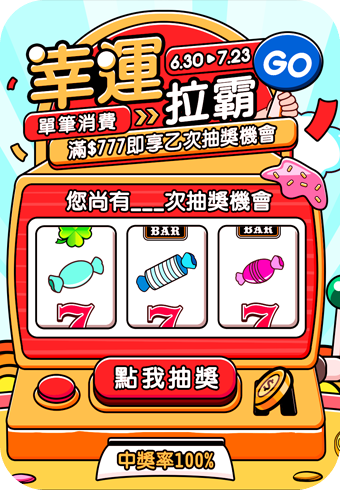 幸運
6.30▶7.23
GO
單筆消費 >> 拉霸
滿$777即享乙次抽獎機會
您尚有___次抽獎機會
BAR BAR
7 7 7
點我抽獎
中獎率100%